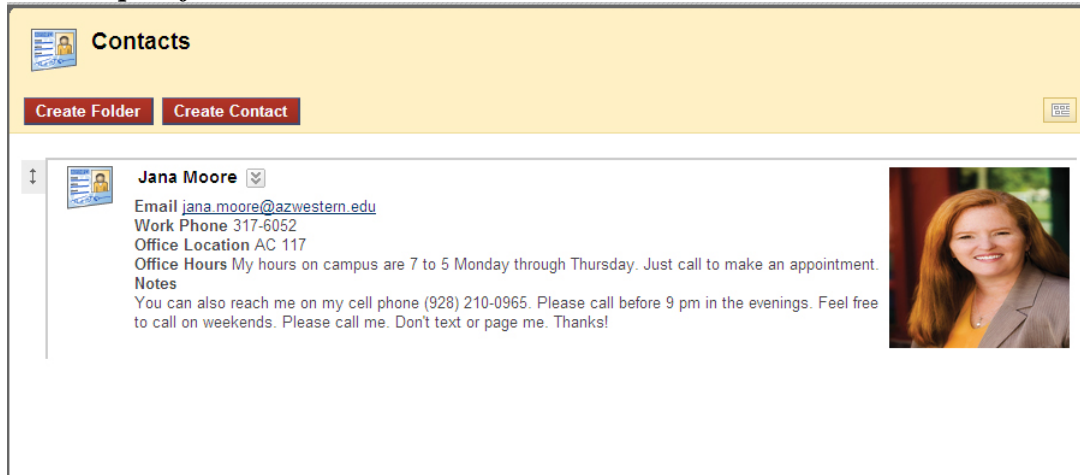 Contacts
Create Folder Create Contact
Jana Moore
Email jana.moore@azwestern.edu
Work Phone 317-6052
Office Location AC 117
Office Hours My hours on campus are 7 to 5 Monday through Thursday. Just call to make an appointment.
Notes
You can also reach me on my cell phone (928) 210-0965. Please call before 9 pm in the evenings. Feel free
to call on weekends. Please call me. Don't text or page me. Thanks!